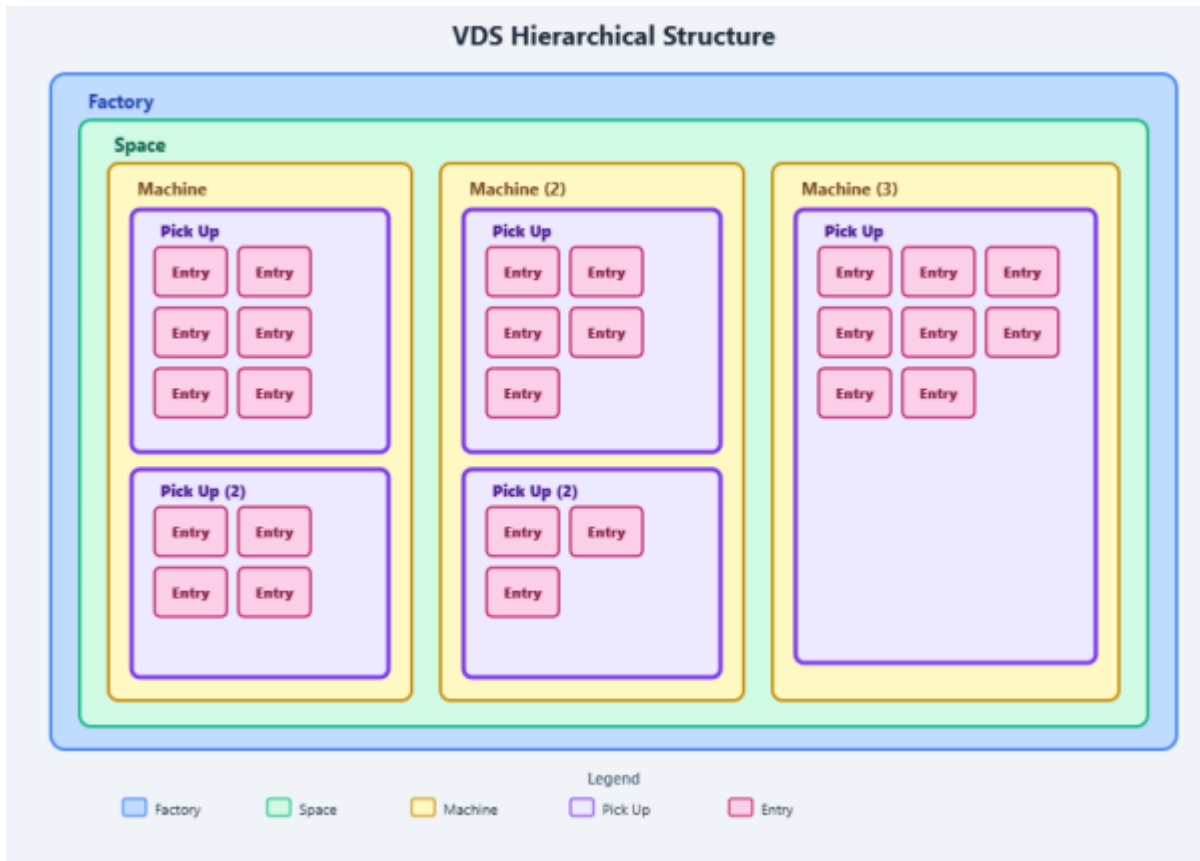 VDS Hierarchical Structure
Factory
Space
Machine
Pick Up
Entry Entry
Entry Entry
Entry Entry
Pick Up (2)
Entry Entry
Entry Entry
Machine (2)
Pick Up
Entry Entry
Entry Entry
Entry
Pick Up (2)
Entry Entry
Entry
Machine (3)
Pick Up
Entry Entry Entry
Entry Entry Entry
Entry Entry
Legend
Factory Space Machine Pick Up Entry